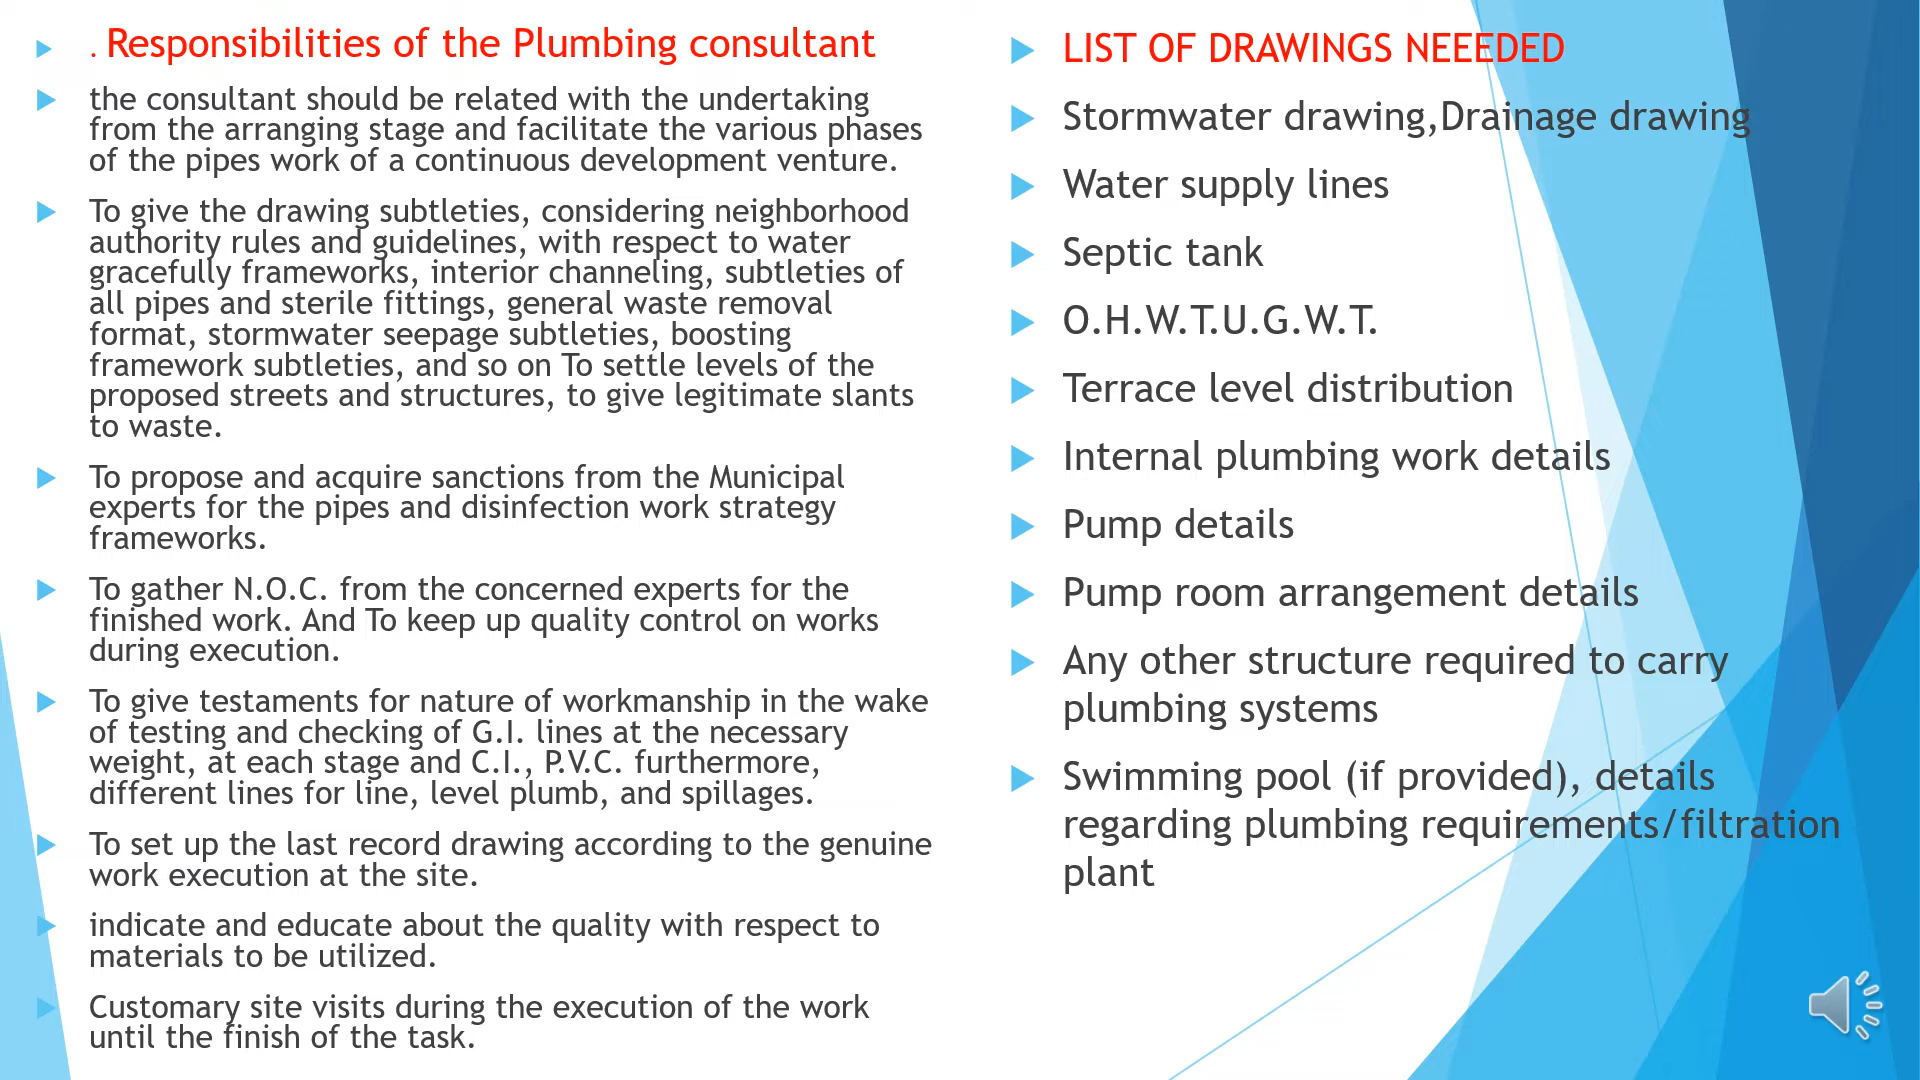 . Responsibilities of the Plumbing consultant
the consultant should be related with the undertaking
from the arranging stage and facilitate the various phases
of the pipes work of a continuous development venture.
To give the drawing subtleties, considering neighborhood
authority rules and guidelines, with respect to water
gracefully frameworks, interior channeling, subtleties of
all pipes and sterile fittings, general waste removal
format, stormwater seepage subtleties, boosting
framework subtleties, and so on To settle levels of the
proposed streets and structures, to give legitimate slants
to waste.
To propose and acquire sanctions from the Municipal
experts for the pipes and disinfection work strategy
frameworks.
To gather N.O.C. from the concerned experts for the
finished work. And To keep up quality control on works
during execution.
To give testaments for nature of workmanship in the wake
of testing and checking of G.I. lines at the necessary
weight, at each stage and C.I., P.V.C. furthermore,
different lines for line, level plumb, and spillages.
To set up the last record drawing according to the genuine
work execution at the site.
indicate and educate about the quality with respect to
materials to be utilized.
Customary site visits during the execution of the work
until the finish of the task.
LIST OF DRAWINGS NEEEDED
Stormwater drawing,Drainage drawing
Water supply lines
Septic tank
O.H.W.T.U.G.W.T.
Terrace level distribution
Internal plumbing work details
Pump details
Pump room arrangement details
Any other structure required to carry
plumbing systems
Swimming pool (if provided), details
regarding plumbing requirements/filtration
plant